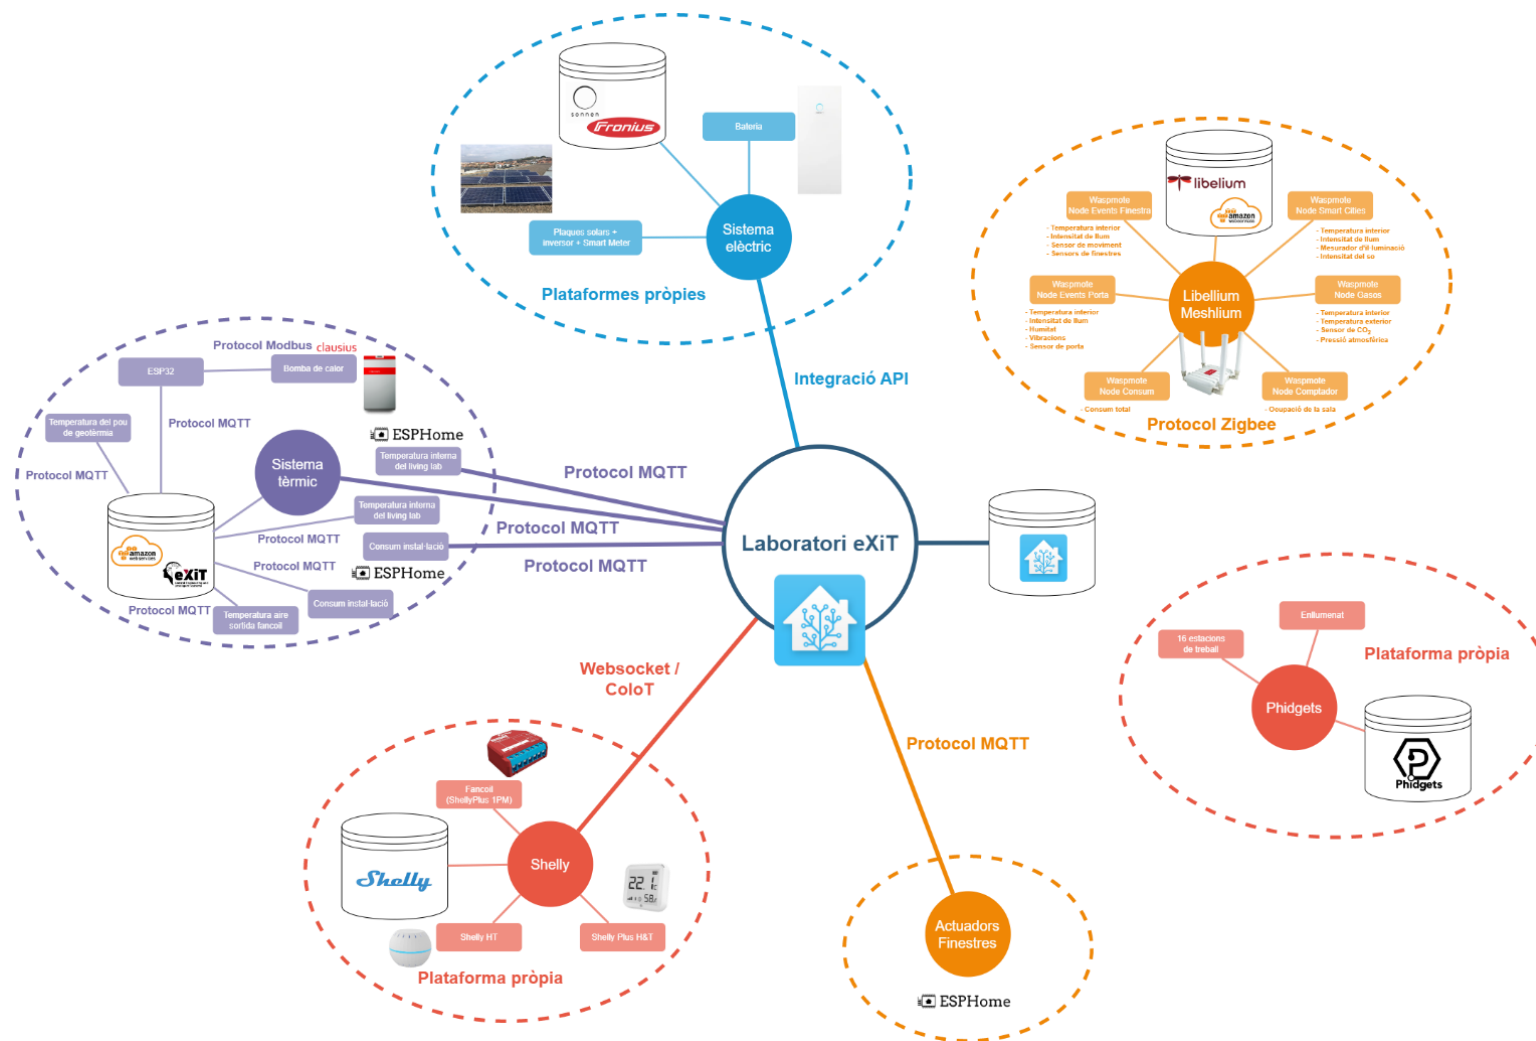 sonnen
Fronius
Bateria
Plaques solars +
inversor + Smart Meter
Sistema
elèctric
Plataformes pròpies
Integració API
libelium
amazon
webservices
Waspmote
Node Events Finestra
- Temperatura interior
- Intensitat de llum
- Sensor de moviment
- Sensors de finestres
Waspmote
Node Smart Cities
- Temperatura interior
- Intensitat de llum
- Mesurador d'il·luminació
- Intensitat del so
Waspmote
Node Events Porta
- Temperatura interior
- Intensitat de llum
- Humitat
- Vibracions
- Sensor de porta
Libellium
Meshlium
Waspmote
Node Gasos
- Temperatura interior
- Temperatura exterior
- Sensor de CO2
- Pressió atmosfèrica
Waspmote
Node Consum
- Consum total
Waspmote
Node Comptador
- Ocupació de la sala
Protocol Zigbee
Protocol Modbus
clausius
ESP32
Bomba de calor
Protocol MQTT
Temperatura del pou
de geotèrmia
Protocol MQTT
Sistema
tèrmic
ESPHome
Temperatura interna
del living lab
Protocol MQTT
Temperatura interna
del living lab
Protocol MQTT
Protocol MQTT
Consum instal·lació
ESPHome
Protocol MQTT
amazon
webservices
eXiT
Protocol MQTT
Consum instal·lació
Protocol MQTT
Temperatura aire
sortida fancoil
Laboratori eXiT
Websocket /
CoIoT
Fancoil
(ShellyPlus 1PM)
Shelly
Shelly
22.1
58
Shelly HT
Shelly Plus H&T
Plataforma pròpia
Protocol MQTT
Actuadors
Finestres
ESPHome
Enllumenat
16 estacions
de treball
Plataforma pròpia
Phidgets
Phidgets